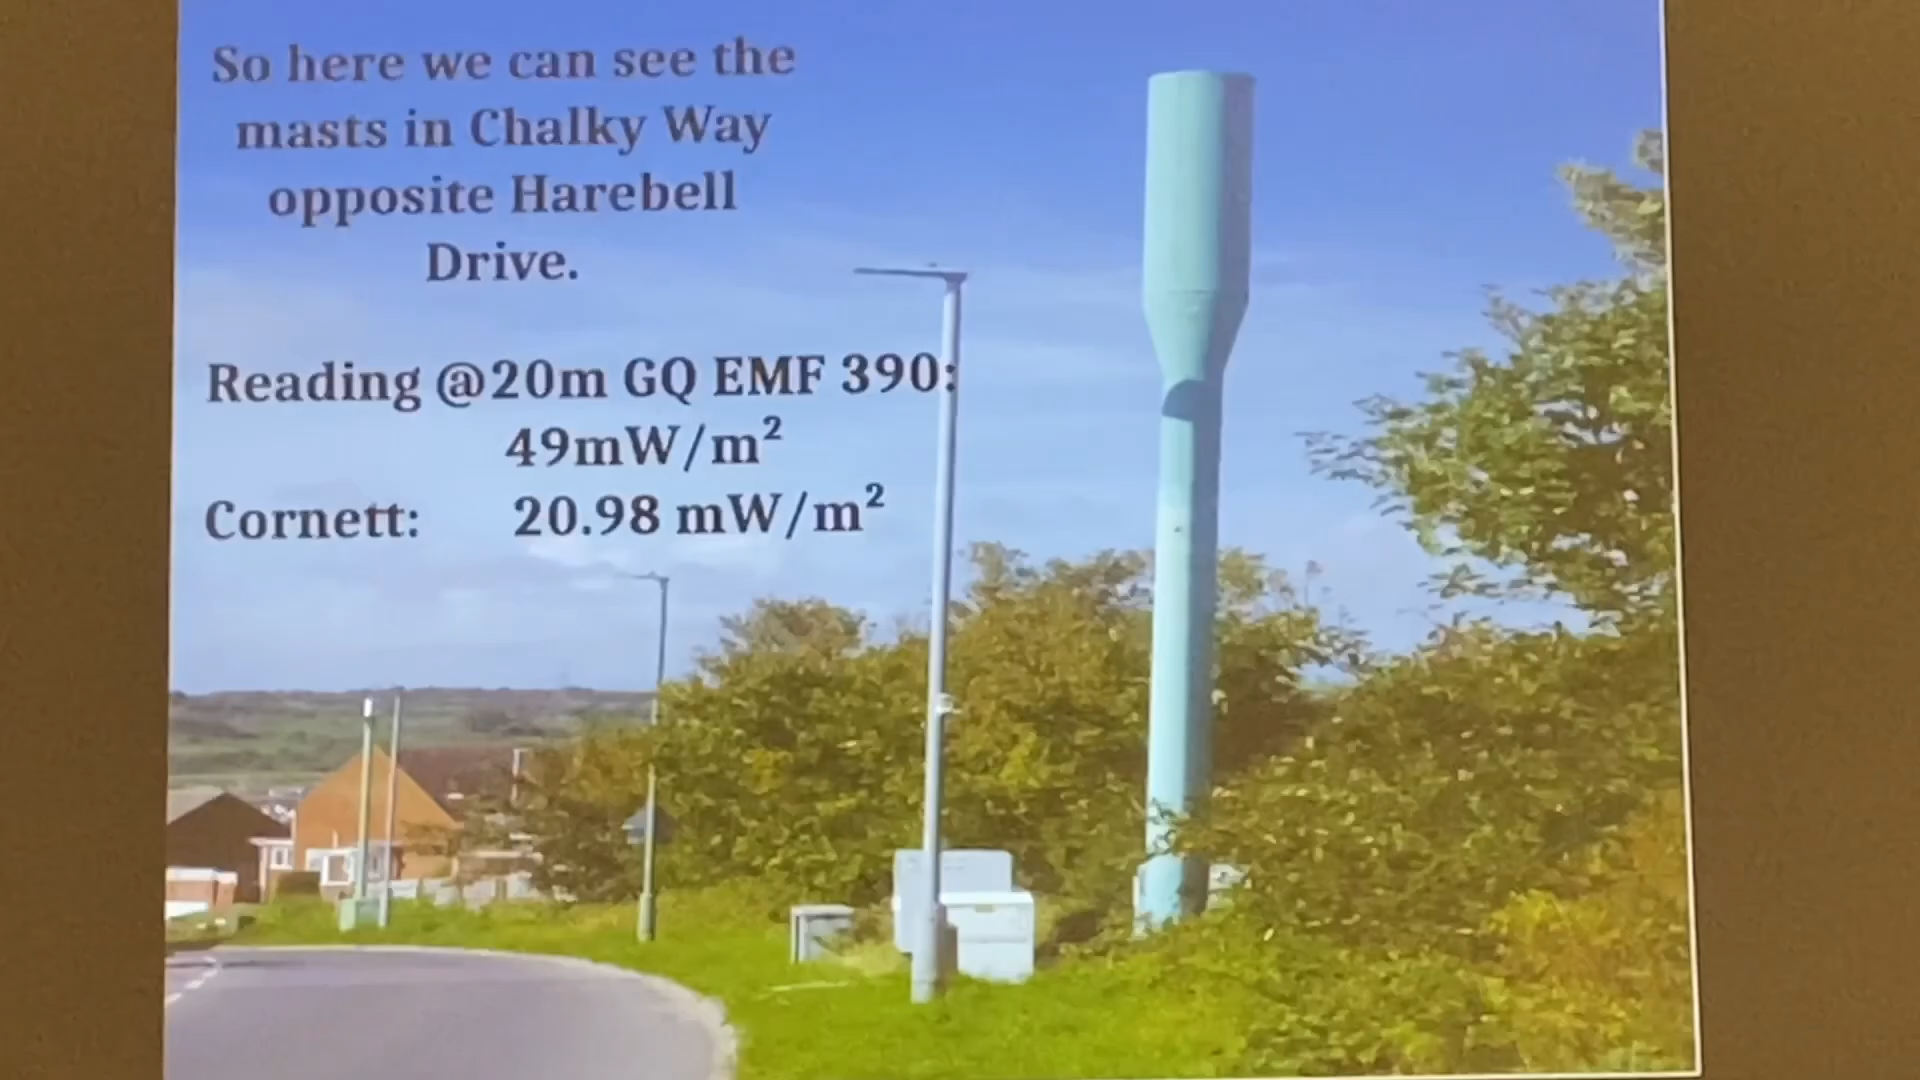 So here we can see the
masts in Chalky Way
opposite Harebell
Drive.
Reading @20m GQ EMF 390:
49mW/m²
Cornett: 20.98 mW/m²